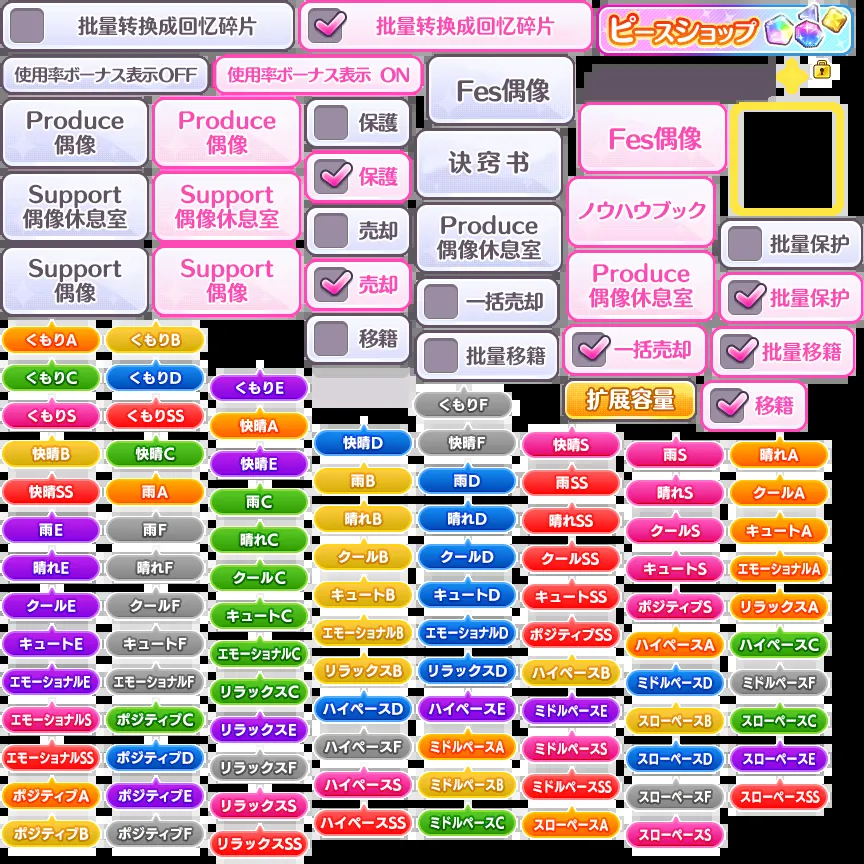 批量转换成回忆碎片
批量转换成回忆碎片
ピースショップ
使用率ボーナス表示OFF
使用率ボーナス表示 ON
Fes偶像
Produce
偶像
Produce
偶像
保護
Fes偶像
诀窍书
保護
Support
偶像休息室
Support
偶像休息室
ノウハウブック
売却
Produce
偶像休息室
批量保护
Support
偶像
Support
偶像
売却
Produce
偶像休息室
批量保护
一括売却
移籍
一括売却
批量移籍
批量移籍
扩展容量
移籍
くもりA
くもりB
くもりC
くもりD
くもりE
くもりF
くもりS
くもりSS
快晴A
快晴D
快晴F
快晴S
快晴B
快晴C
快晴E
雨S
晴れA
快晴SS
雨A
雨C
雨B
雨D
雨SS
晴れS
クールA
雨E
雨F
晴れC
晴れB
晴れD
晴れSS
クールS
キュートA
晴れE
晴れF
クールC
クールB
クールD
クールSS
キュートS
エモーショナルA
クールE
クールF
キュートC
キュートB
キュートD
キュートSS
ポジティブS
リラックスA
キュートE
キュートF
エモーショナルC
エモーショナルB
エモーショナルD
ポジティブSS
ハイペースA
ハイペースC
エモーショナルE
エモーショナルF
リラックスC
リラックスB
リラックスD
ハイペースB
ミドルペースD
ミドルペースF
エモーショナルS
ポジティブC
リラックスE
ハイペースD
ハイペースE
ミドルペースE
スローペースB
スローペースC
エモーショナルSS
ポジティブD
リラックスF
ハイペースF
ミドルペースA
ミドルペースS
スローペースD
スローペースE
ポジティブA
ポジティブE
リラックスS
ハイペースS
ミドルペースB
ミドルペースSS
スローペースF
スローペースSS
ポジティブB
ポジティブF
リラックスSS
ハイペースSS
ミドルペースC
スローペースA
スローペースS